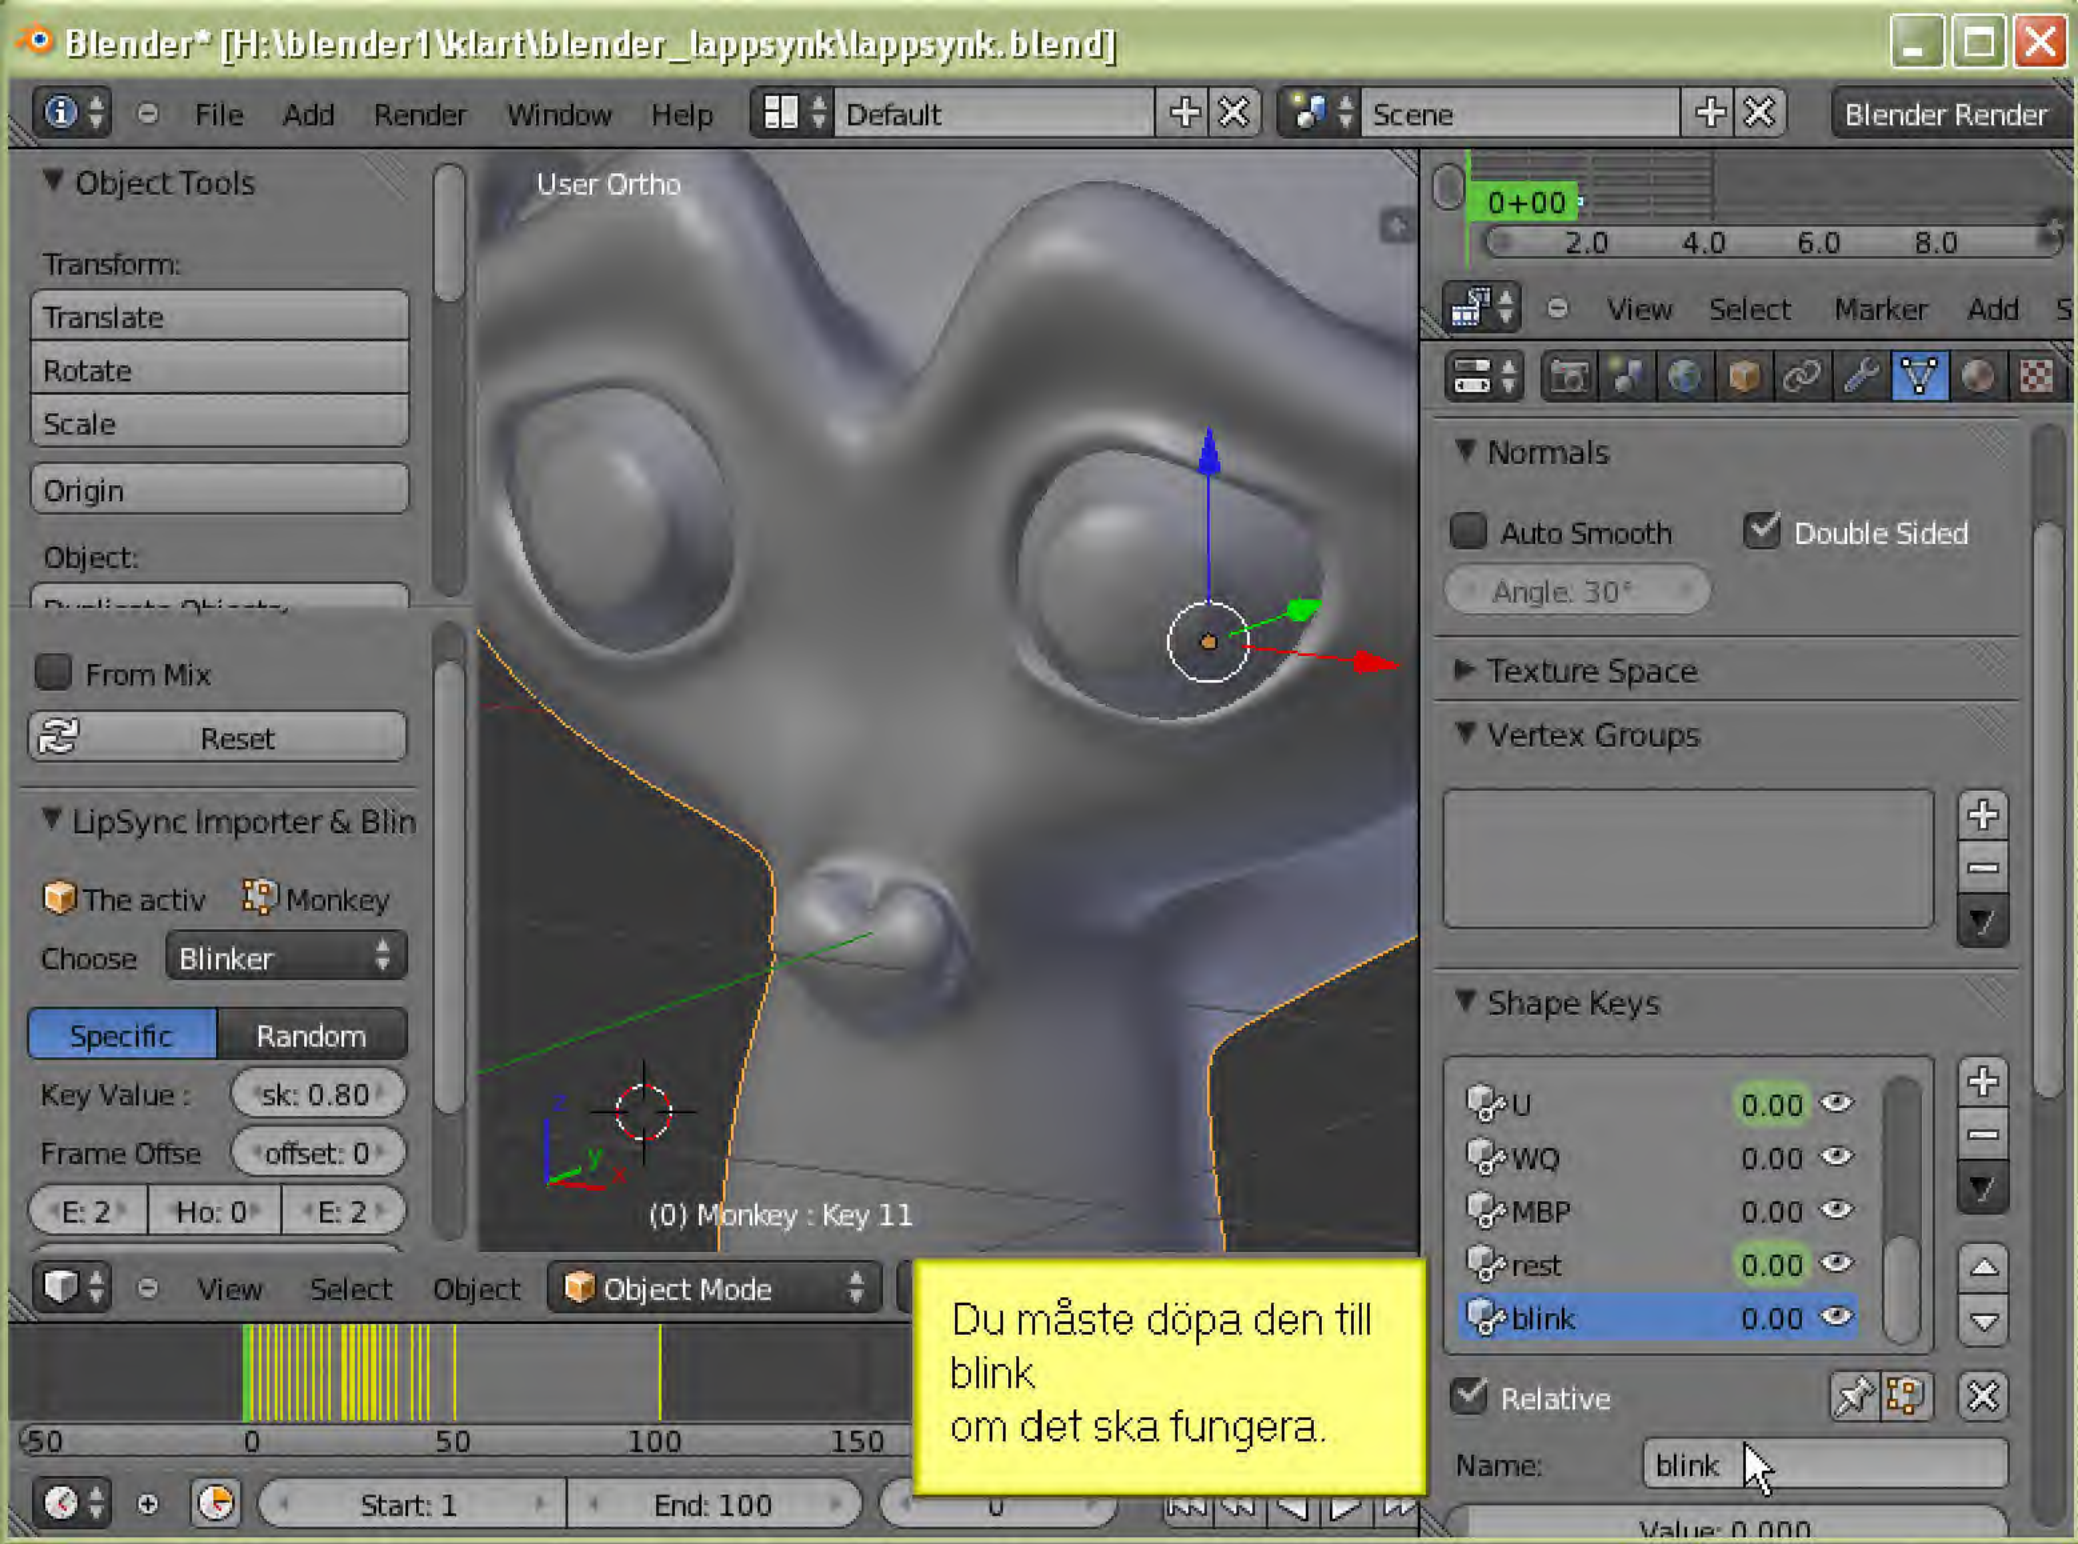 Blender* [H:\blender1\klart\blender_lappsynk\lappsynk.blend]
File Add Render Window Help Default Scene Blender Render
Object Tools
Transform:
Translate
Rotate
Scale
Origin
Object:
Duplicate Objects,
From Mix
Reset
LipSync Importer & Blin
The activ Monkey
Choose Blinker
Specific Random
Key Value : sk: 0.80
Frame Offse offset: 0
E: 2 Ho: 0 E: 2
User Ortho
z
y
x
(0) Monkey : Key 11
View Select Object Object Mode
0+00
2.0 4.0 6.0 8.0
View Select Marker Add S
Normals
Auto Smooth Double Sided
Angle: 30°
Texture Space
Vertex Groups
Shape Keys
U 0.00
WQ 0.00
MBP 0.00
rest 0.00
blink 0.00
Relative
Name: blink
Value: 0.000
Du måste döpa den till
blink
om det ska fungera.
-50 0 50 100 150
Start: 1 End: 100 0